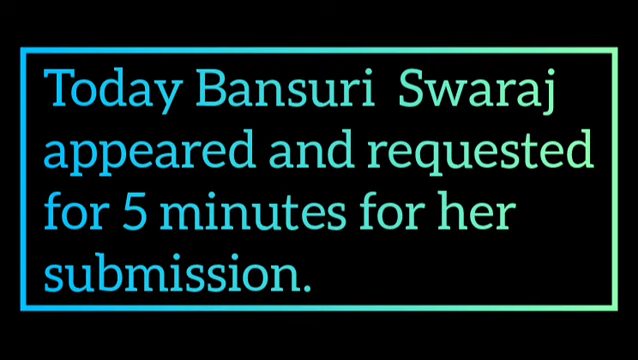 Today Bansuri Swaraj
appeared and requested
for 5 minutes for her
submission.